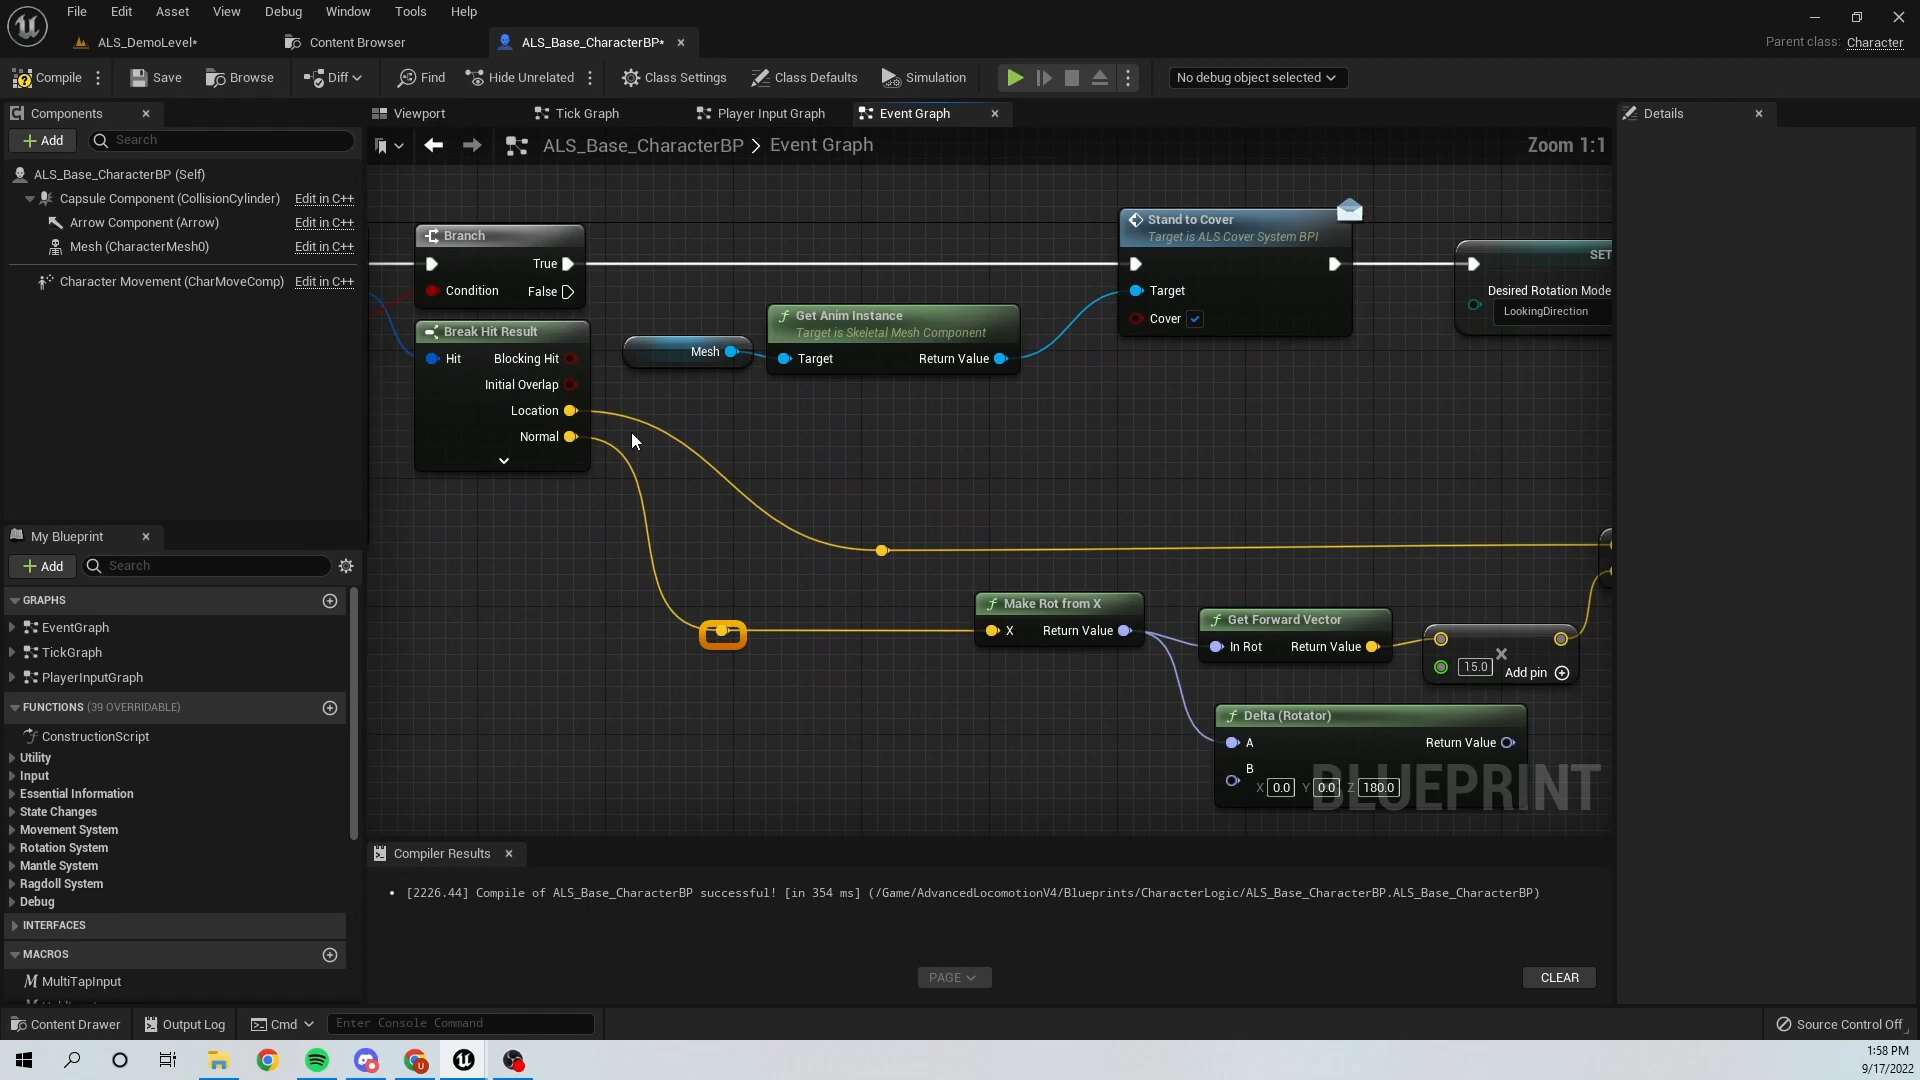 File Edit Asset View Debug Window Tools Help
ALS_DemoLevel*
Content Browser
ALS_Base_CharacterBP*
Parent class: Character
Compile
Save
Browse
Diff
Find
Hide Unrelated
Class Settings
Class Defaults
Simulation
No debug object selected
Components
Viewport
Tick Graph
Player Input Graph
Event Graph
Details
Add
Search
ALS_Base_CharacterBP > Event Graph
Zoom 1:1
ALS_Base_CharacterBP (Self)
Capsule Component (CollisionCylinder) Edit in C++
Arrow Component (Arrow) Edit in C++
Mesh (CharacterMesh0) Edit in C++
Character Movement (CharMoveComp) Edit in C++
Branch
True
Condition
False
Break Hit Result
Hit
Blocking Hit
Initial Overlap
Location
Normal
Mesh
Get Anim Instance
Target is Skeletal Mesh Component
Target
Return Value
Stand to Cover
Target is ALS Cover System BPI
Target
Cover
SET
Desired Rotation Mode
LookingDirection
Make Rot from X
X
Return Value
Get Forward Vector
In Rot
Return Value
15.0
Add pin
Delta (Rotator)
A
Return Value
B
X 0.0 Y 0.0 Z 180.0
BLUEPRINT
My Blueprint
Add
Search
GRAPHS
EventGraph
TickGraph
PlayerInputGraph
FUNCTIONS (39 OVERRIDABLE)
ConstructionScript
Utility
Input
Essential Information
State Changes
Movement System
Rotation System
Mantle System
Ragdoll System
Debug
INTERFACES
MACROS
MultiTapInput
Compiler Results
[2226.44] Compile of ALS_Base_CharacterBP successful! [in 354 ms] (/Game/AdvancedLocomotionV4/Blueprints/CharacterLogic/ALS_Base_CharacterBP.ALS_Base_CharacterBP)
PAGE
CLEAR
Content Drawer
Output Log
Cmd
Enter Console Command
Source Control Off
1:58 PM
9/17/2022